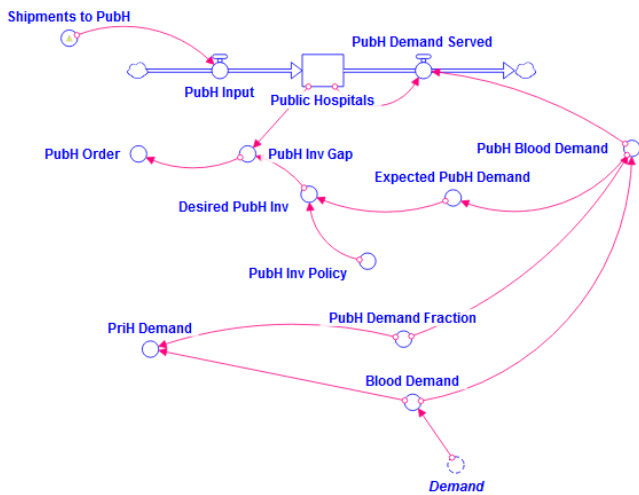 Shipments to PubH
PubH Demand Served
PubH Input
Public Hospitals
PubH Order
PubH Inv Gap
PubH Blood Demand
Expected PubH Demand
Desired PubH Inv
PubH Inv Policy
PubH Demand Fraction
PriH Demand
Blood Demand
Demand